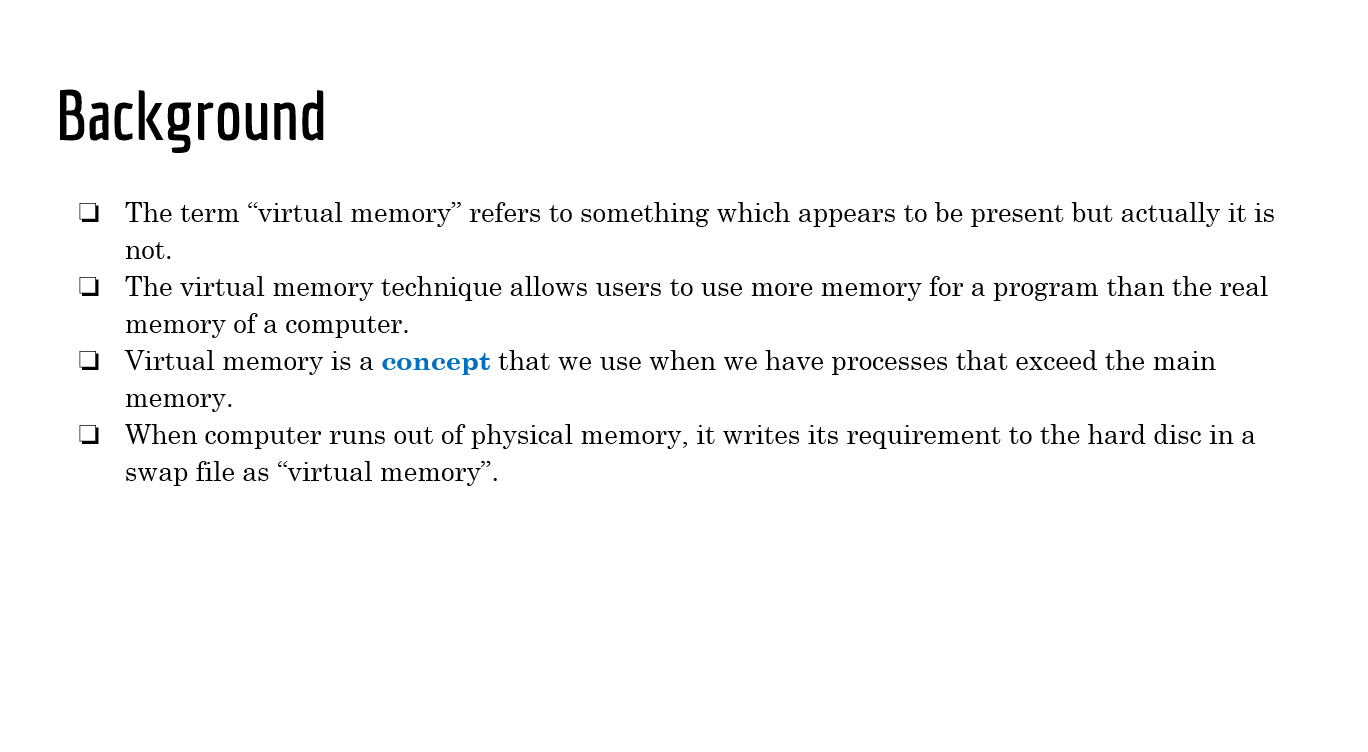 Background
❏ The term “virtual memory” refers to something which appears to be present but actually it is
not.
❏ The virtual memory technique allows users to use more memory for a program than the real
memory of a computer.
❏ Virtual memory is a concept that we use when we have processes that exceed the main
memory.
❏ When computer runs out of physical memory, it writes its requirement to the hard disc in a
swap file as “virtual memory”.